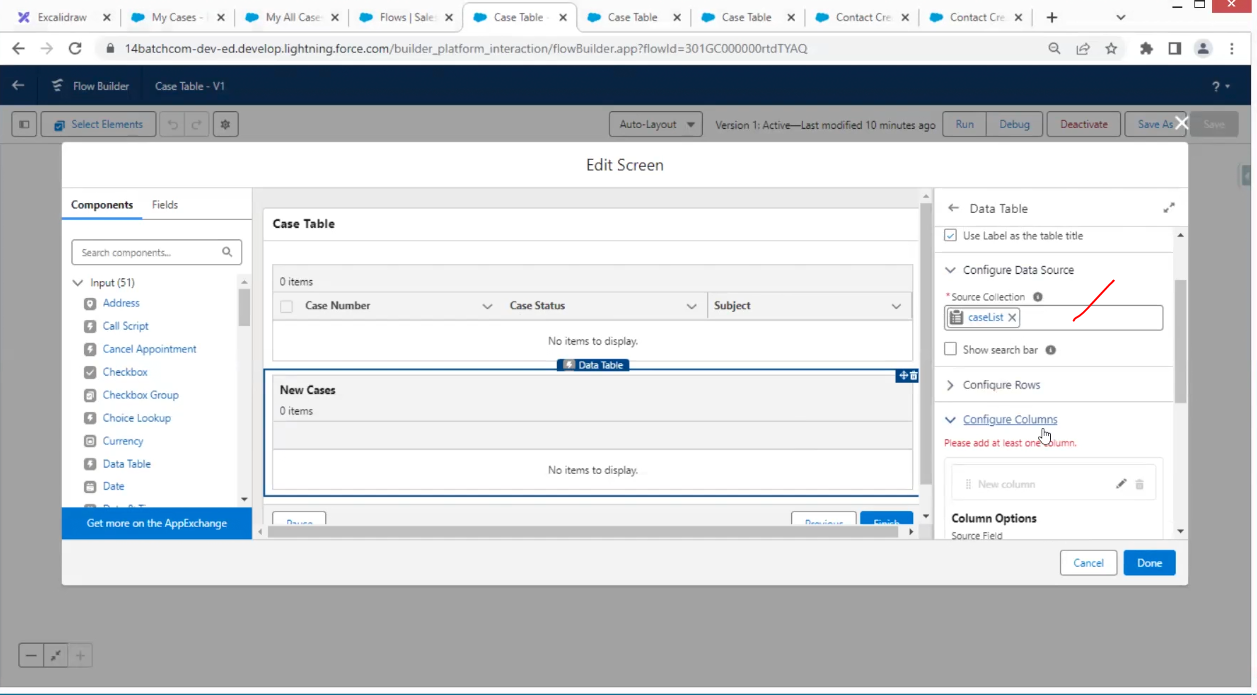 Excalidraw
My Cases -
My All Case
Flows | Sale
Case Table -
Case Table
Case Table
Contact Cre
Contact Cre
14batchcom-dev-ed.develop.lightning.force.com/builder_platform_interaction/flowBuilder.app?flowId=301GC000000rtdTYAQ
Flow Builder
Case Table - V1
?
Select Elements
Auto-Layout
Version 1: Active—Last modified 10 minutes ago
Run
Debug
Deactivate
Save As
Save
Edit Screen
Components
Fields
Search components...
Input (51)
Address
Call Script
Cancel Appointment
Checkbox
Checkbox Group
Choice Lookup
Currency
Data Table
Date
Get more on the AppExchange
Case Table
0 items
Case Number
Case Status
Subject
No items to display.
Data Table
New Cases
0 items
No items to display.
Pause
Previous
Finish
Data Table
Use Label as the table title
Configure Data Source
*Source Collection
caseList
Show search bar
Configure Rows
Configure Columns
Please add at least one column.
New column
Column Options
Source Field
Cancel
Done